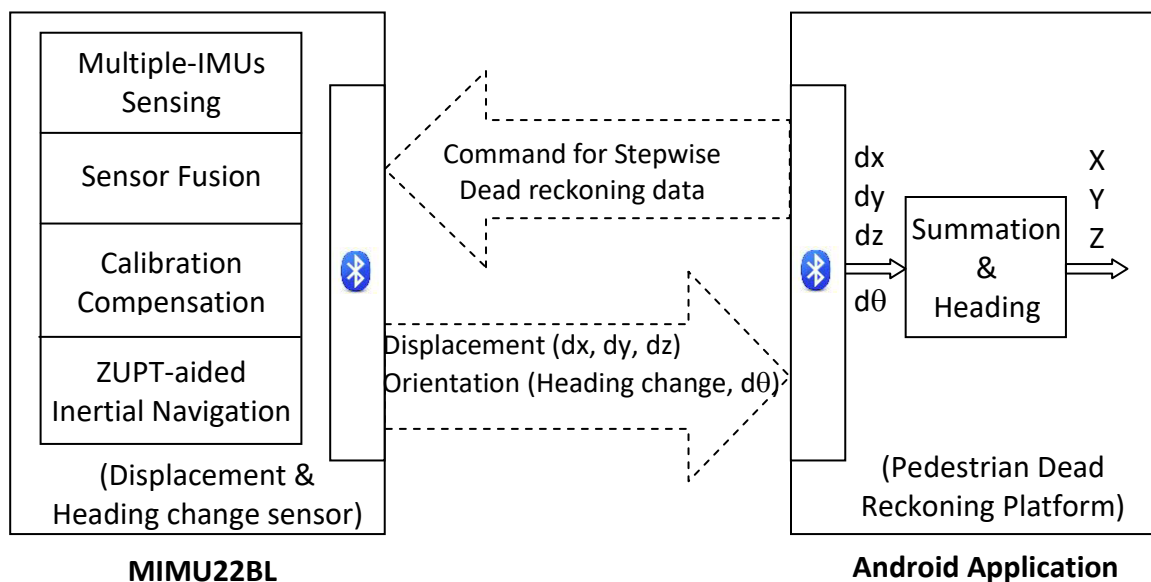 Multiple-IMUs
Sensing
Sensor Fusion
Calibration
Compensation
ZUPT-aided
Inertial Navigation
(Displacement &
Heading change sensor)
MIMU22BL
Command for Stepwise
Dead reckoning data
Displacement (dx, dy, dz)
Orientation (Heading change, dθ)
dx
dy
dz
dθ
Summation
&
Heading
X
Y
Z
(Pedestrian Dead
Reckoning Platform)
Android Application